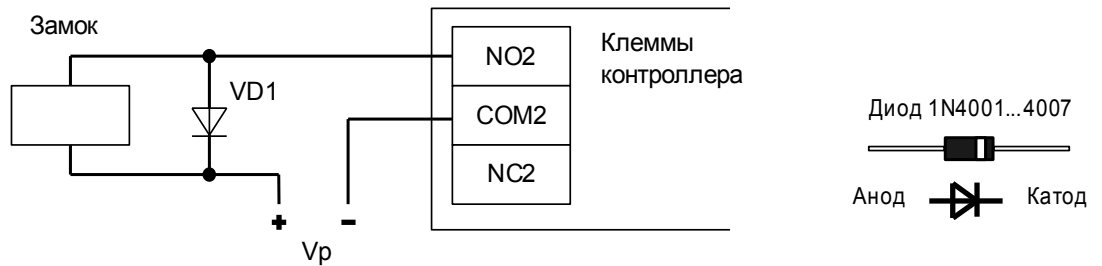 Замок
VD1
NO2
COM2
NC2
Клеммы
контроллера
+ -
Vp
Диод 1N4001...4007
Анод
Катод